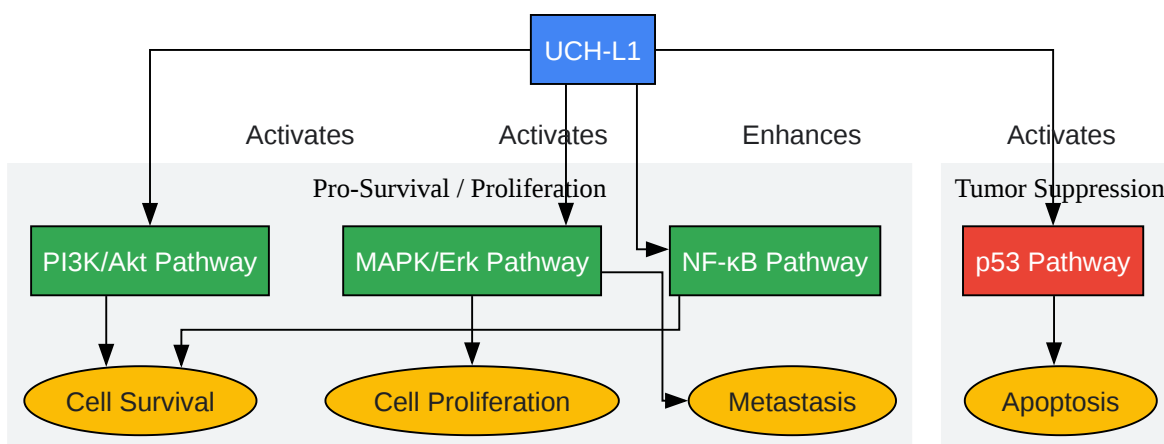 UCH-L1
Activates
Activates
Enhances
Activates
Pro-Survival / Proliferation
Tumor Suppression
PI3K/Akt Pathway
MAPK/Erk Pathway
NF-κB Pathway
p53 Pathway
Cell Survival
Cell Proliferation
Metastasis
Apoptosis